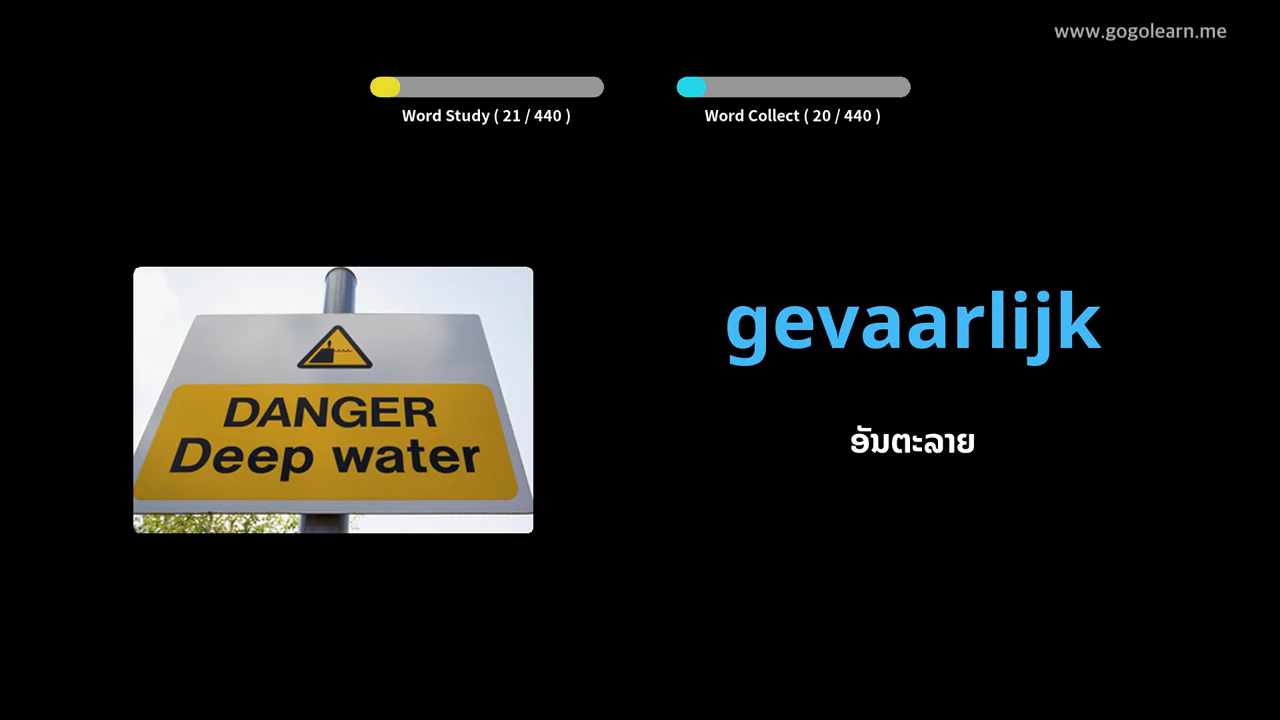 www.gogolearn.me
Word Study ( 21 / 440 )
Word Collect ( 20 / 440 )
DANGER
Deep water
gevaarlijk
ອັນຕະລາຍ